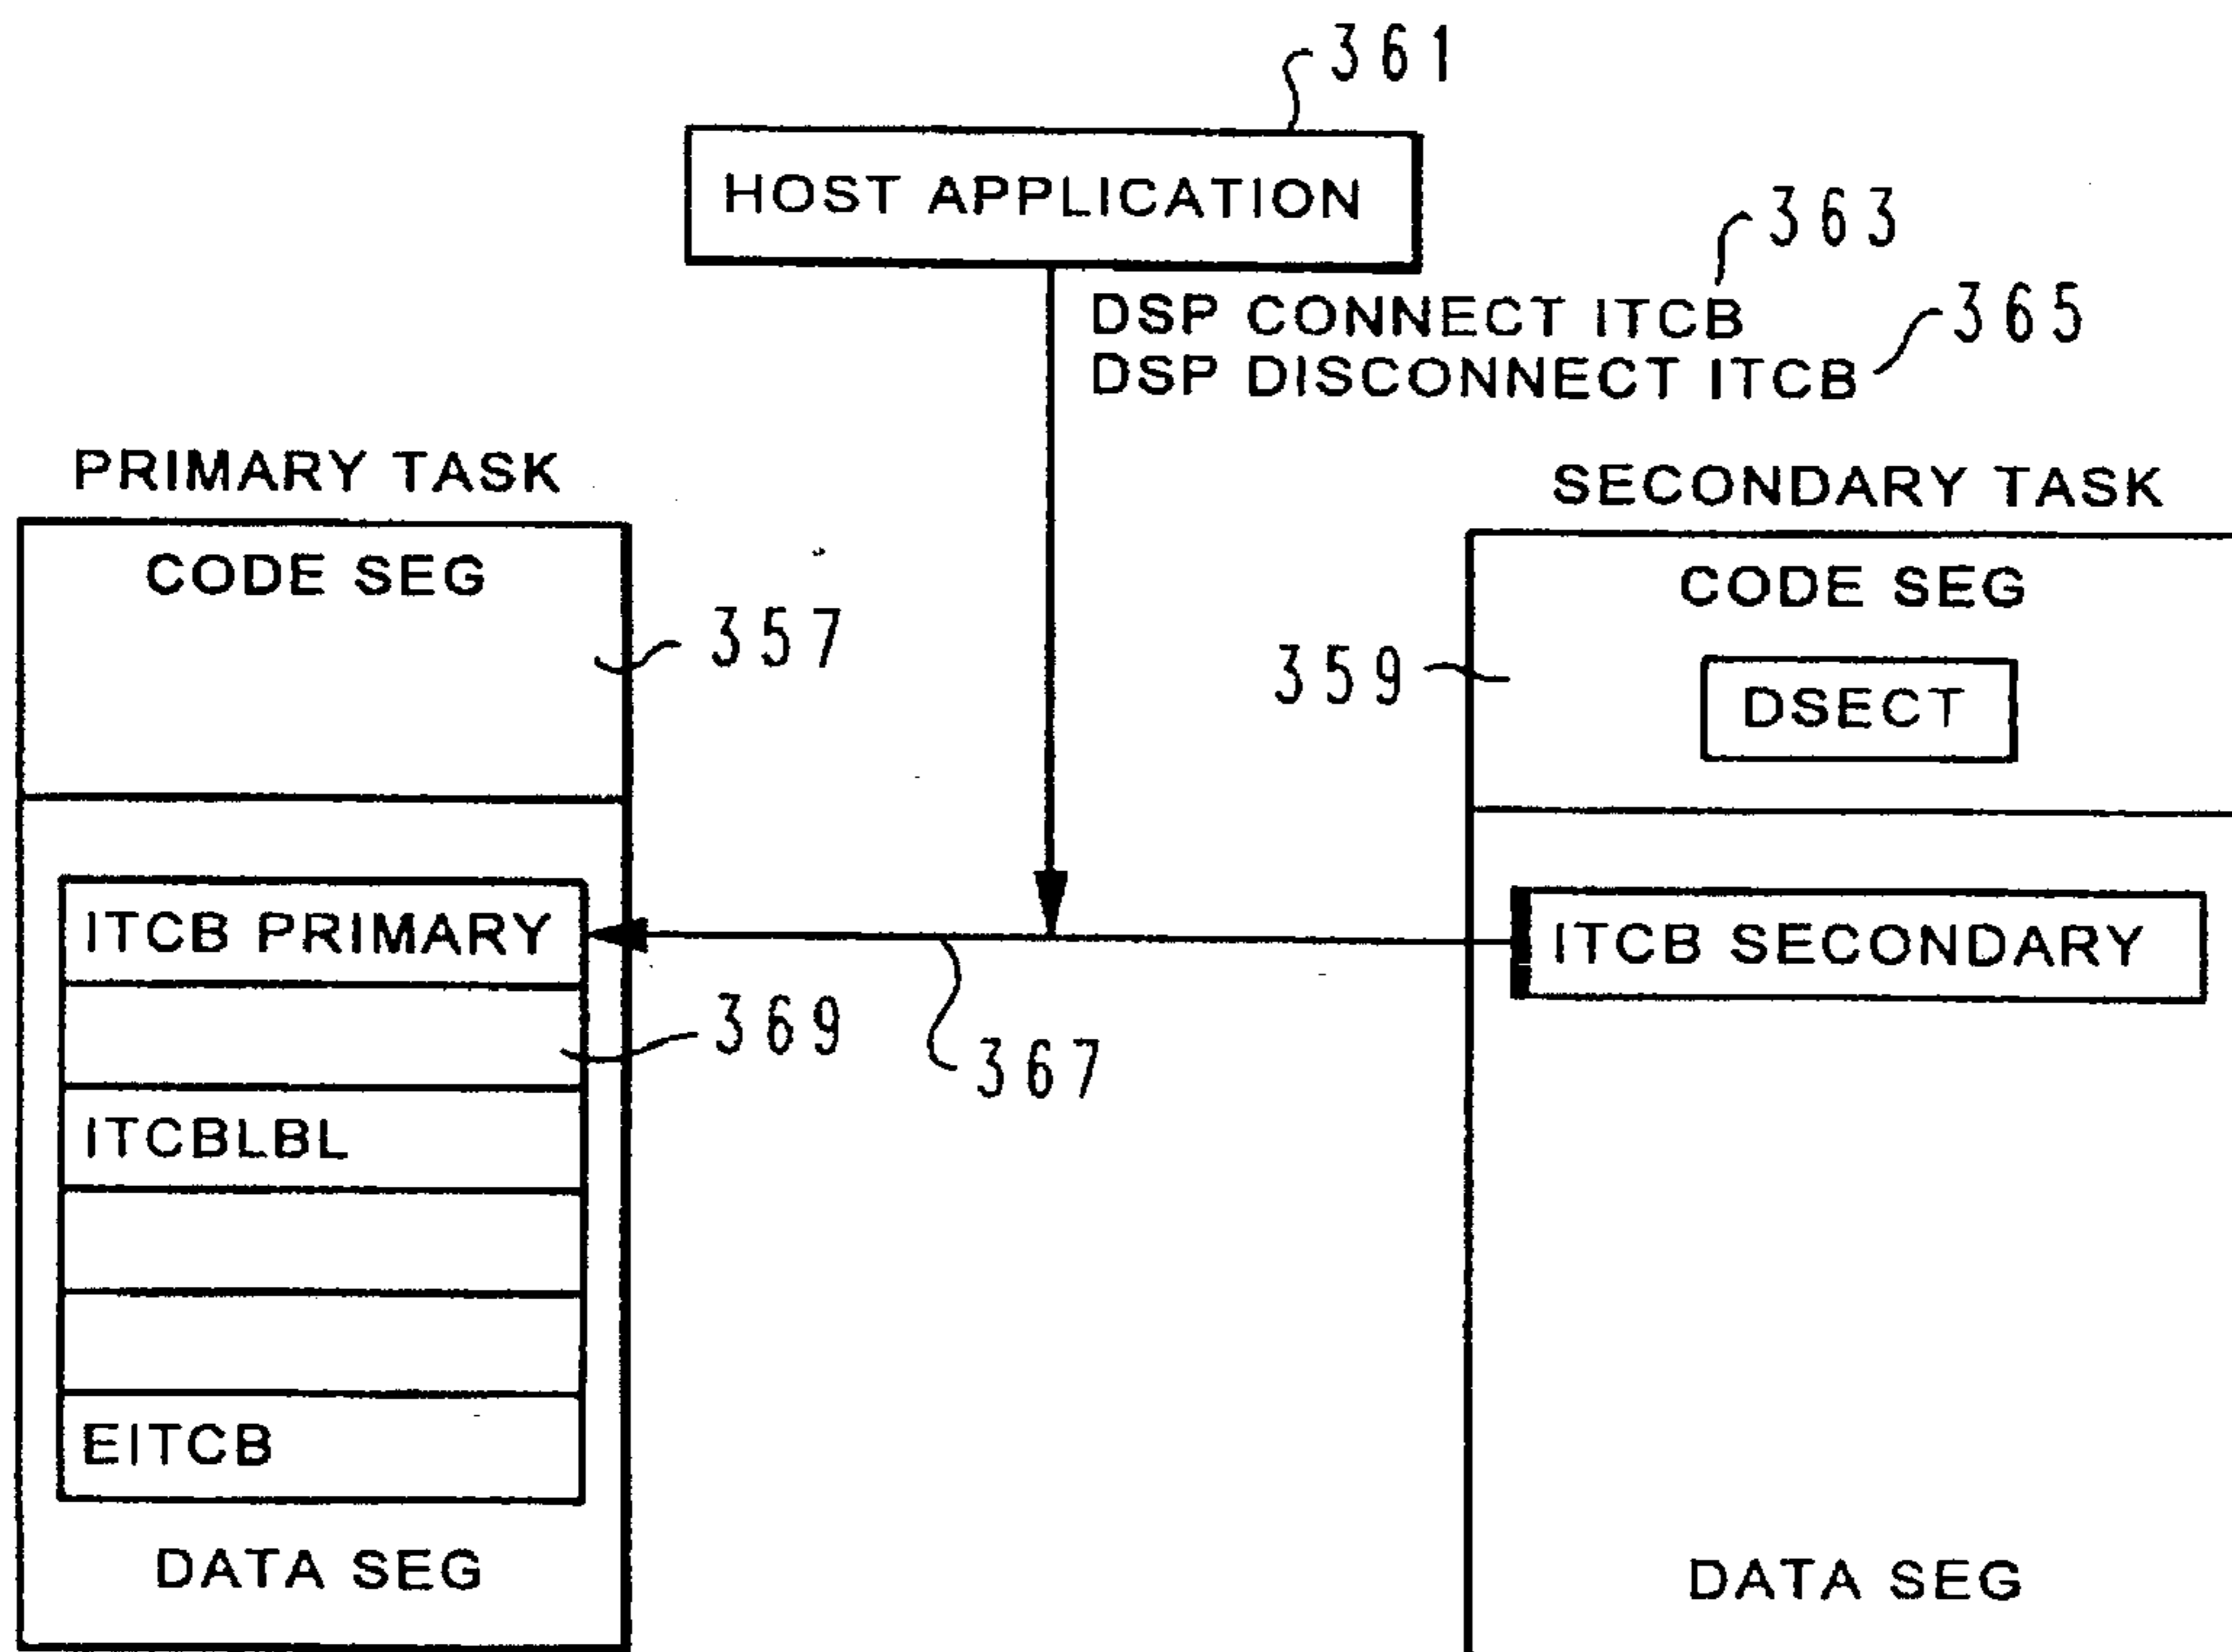 361
HOST APPLICATION
363
DSP CONNECT ITCB
365
DSP DISCONNECT ITCB
PRIMARY TASK
CODE SEG
357
ITCB PRIMARY
369
367
ITCBLBL
EITCB
DATA SEG
SECONDARY TASK
CODE SEG
359
DSECT
ITCB SECONDARY
DATA SEG